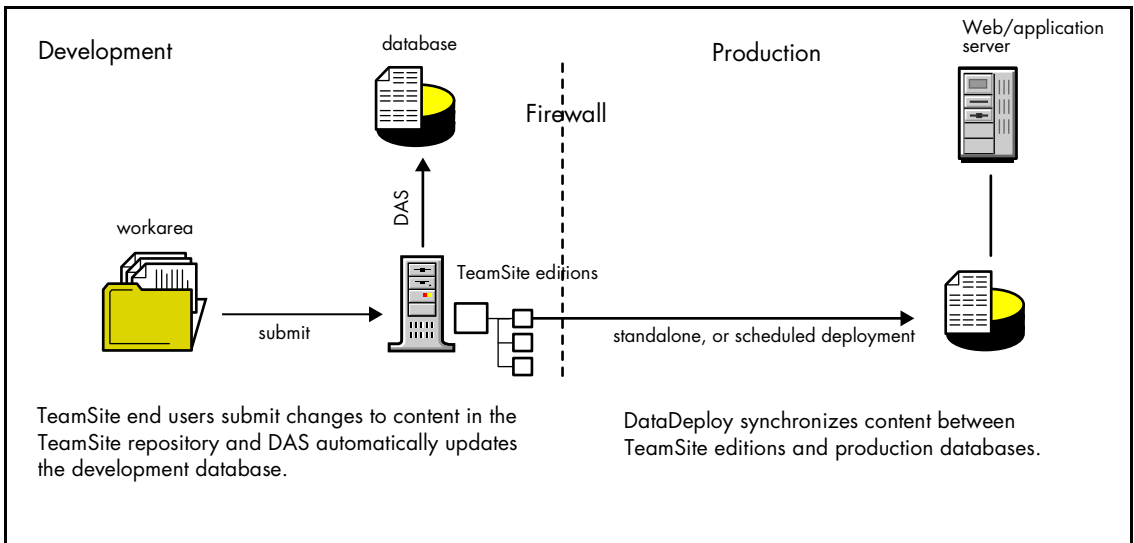 Development
database
Production
Web/application
server
Firewall
DAS
workarea
TeamSite editions
submit
standalone, or scheduled deployment
TeamSite end users submit changes to content in the
TeamSite repository and DAS automatically updates
the development database.
DataDeploy synchronizes content between
TeamSite editions and production databases.